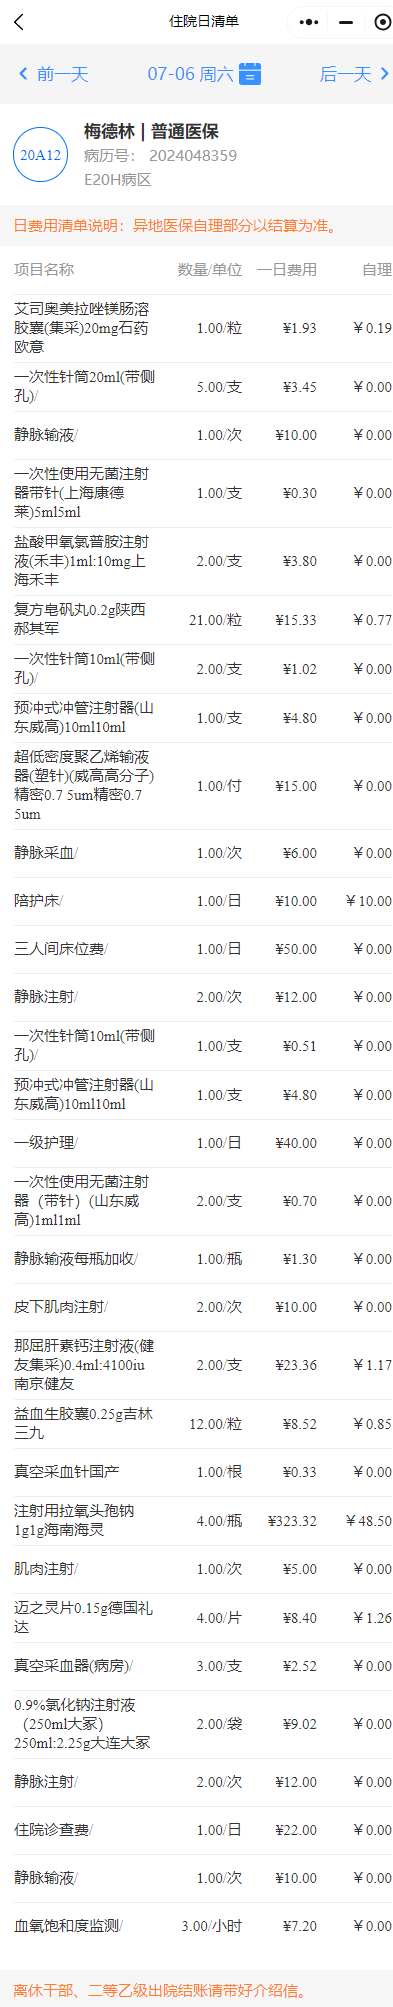 住院日清单
前一天 07-06 周六 后一天
20A12
梅德林 | 普通医保
病历号： 2024048359
E20H病区
日费用清单说明：异地医保自理部分以结算为准。
项目名称 数量/单位 一日费用 自理
艾司奥美拉唑镁肠溶
胶囊(集采)20mg石药
欧意
1.00/粒 ¥1.93 ￥0.19
一次性针筒20ml(带侧
孔)/
5.00/支 ¥3.45 ￥0.00
静脉输液/ 1.00/次 ¥10.00 ￥0.00
一次性使用无菌注射
器带针(上海康德
莱)5ml5ml
1.00/支 ¥0.30 ￥0.00
盐酸甲氧氯普胺注射
液(禾丰)1ml:10mg上
海禾丰
2.00/支 ¥3.80 ￥0.00
复方皂矾丸0.2g陕西
郝其军
21.00/粒 ¥15.33 ￥0.77
一次性针筒10ml(带侧
孔)/
2.00/支 ¥1.02 ￥0.00
预冲式冲管注射器(山
东威高)10ml10ml
1.00/支 ¥4.80 ￥0.00
超低密度聚乙烯输液
器(塑针)(威高高分子)
精密0.7 5um精密0.7
5um
1.00/付 ¥15.00 ￥0.00
静脉采血/ 1.00/次 ¥6.00 ￥0.00
陪护床/ 1.00/日 ¥10.00 ￥10.00
三人间床位费/ 1.00/日 ¥50.00 ￥0.00
静脉注射/ 2.00/次 ¥12.00 ￥0.00
一次性针筒10ml(带侧
孔)/
1.00/支 ¥0.51 ￥0.00
预冲式冲管注射器(山
东威高)10ml10ml
1.00/支 ¥4.80 ￥0.00
一级护理/ 1.00/日 ¥40.00 ￥0.00
一次性使用无菌注射
器（带针）(山东威
高)1ml1ml
2.00/支 ¥0.70 ￥0.00
静脉输液每瓶加收/ 1.00/瓶 ¥1.30 ￥0.00
皮下肌肉注射/ 2.00/次 ¥10.00 ￥0.00
那屈肝素钙注射液(健
友集采)0.4ml:4100iu
南京健友
2.00/支 ¥23.36 ￥1.17
益血生胶囊0.25g吉林
三九
12.00/粒 ¥8.52 ￥0.85
真空采血针国产 1.00/根 ¥0.33 ￥0.00
注射用拉氧头孢钠
1g1g海南海灵
4.00/瓶 ¥323.32 ￥48.50
肌肉注射/ 1.00/次 ¥5.00 ￥0.00
迈之灵片0.15g德国礼
达
4.00/片 ¥8.40 ￥1.26
真空采血器(病房)/ 3.00/支 ¥2.52 ￥0.00
0.9%氯化钠注射液
（250ml大冢）
250ml:2.25g大连大冢
2.00/袋 ¥9.02 ￥0.00
静脉注射/ 2.00/次 ¥12.00 ￥0.00
住院诊查费/ 1.00/日 ¥22.00 ￥0.00
静脉输液/ 1.00/次 ¥10.00 ￥0.00
血氧饱和度监测/ 3.00/小时 ¥7.20 ￥0.00
离休干部、二等乙级出院结账请带好介绍信。